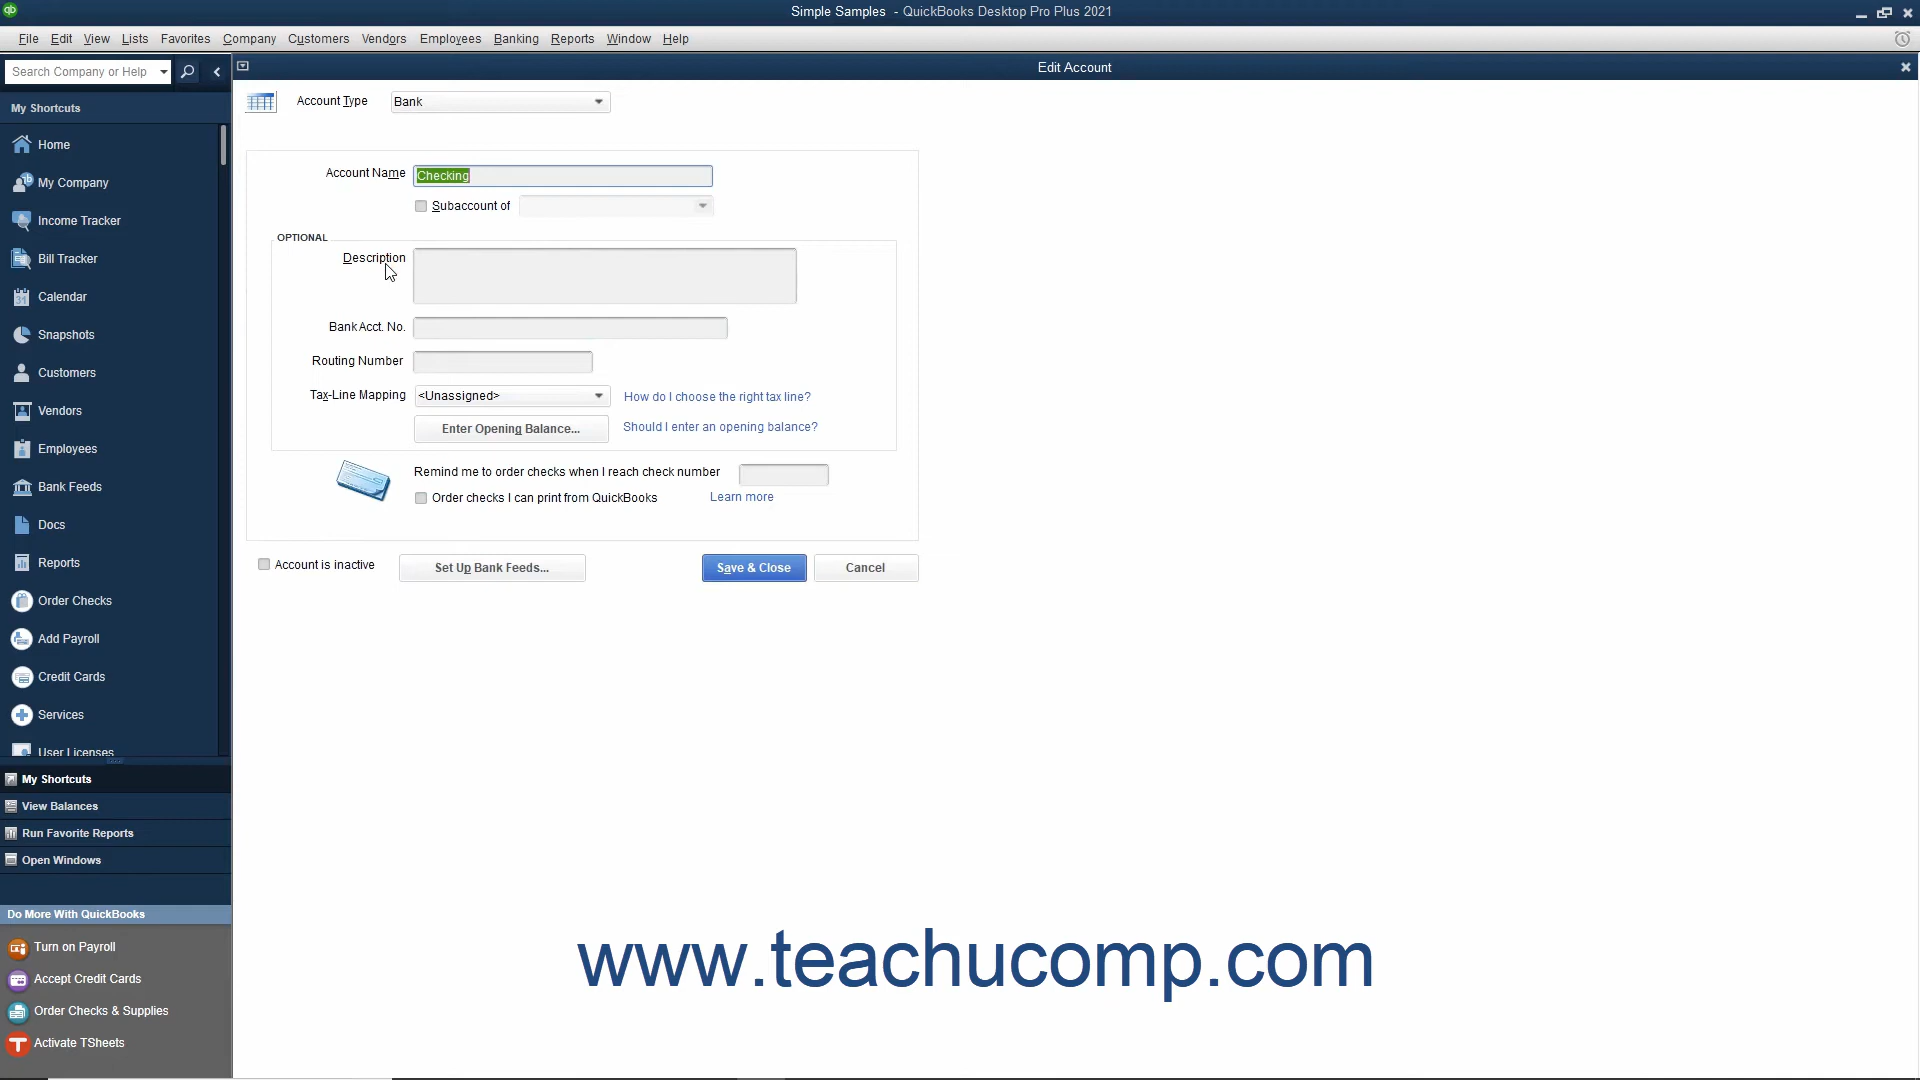 Simple Samples - QuickBooks Desktop Pro Plus 2021
File Edit View Lists Favorites Company Customers Vendors Employees Banking Reports Window Help
Search Company or Help
Edit Account
My Shortcuts
Home
My Company
Income Tracker
Bill Tracker
Calendar
Snapshots
Customers
Vendors
Employees
Bank Feeds
Docs
Reports
Order Checks
Add Payroll
Credit Cards
Services
User Licenses
My Shortcuts
View Balances
Run Favorite Reports
Open Windows
Do More With QuickBooks
Turn on Payroll
Accept Credit Cards
Order Checks & Supplies
Activate TSheets
Account Type Bank
Account Name Checking
Subaccount of
OPTIONAL
Description
Bank Acct. No.
Routing Number
Tax-Line Mapping <Unassigned> How do I choose the right tax line?
Enter Opening Balance... Should I enter an opening balance?
Remind me to order checks when I reach check number
Order checks I can print from QuickBooks Learn more
Account is inactive Set Up Bank Feeds... Save & Close Cancel
www.teachucomp.com